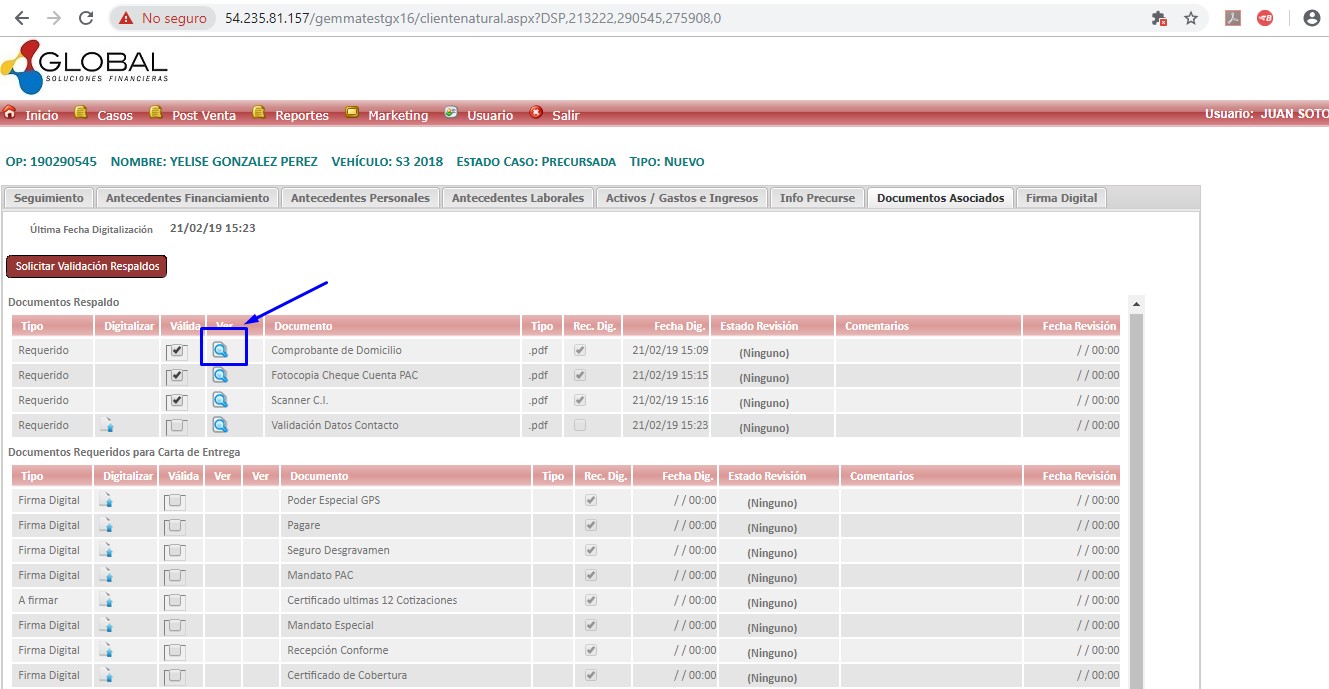 No seguro 54.235.81.157/gemmatestgx16/clientenatural.aspx?DSP,213222,290545,275908,0
GLOBAL
SOLUCIONES FINANCIERAS
Inicio Casos Post Venta Reportes Marketing Usuario Salir Usuario: JUAN SOTO
OP: 190290545 NOMBRE: YELISE GONZALEZ PEREZ VEHÍCULO: S3 2018 ESTADO CASO: PRECURSADA TIPO: NUEVO
Seguimiento Antecedentes Financiamiento Antecedentes Personales Antecedentes Laborales Activos / Gastos e Ingresos Info Precurse Documentos Asociados Firma Digital
Última Fecha Digitalización 21/02/19 15:23
Solicitar Validación Respaldos
Documentos Respaldo
Tipo Digitalizar Válida Ver Documento Tipo Rec. Dig. Fecha Dig. Estado Revisión Comentarios Fecha Revisión
Requerido Comprobante de Domicilio .pdf 21/02/19 15:09 (Ninguno) / / 00:00
Requerido Fotocopia Cheque Cuenta PAC .pdf 21/02/19 15:15 (Ninguno) / / 00:00
Requerido Scanner C.I. .pdf 21/02/19 15:16 (Ninguno) / / 00:00
Requerido Validación Datos Contacto .pdf 21/02/19 15:23 (Ninguno) / / 00:00
Documentos Requeridos para Carta de Entrega
Tipo Digitalizar Válida Ver Ver Documento Tipo Rec. Dig. Fecha Dig. Estado Revisión Comentarios Fecha Revisión
Firma Digital Poder Especial GPS / / 00:00 (Ninguno) / / 00:00
Firma Digital Pagare / / 00:00 (Ninguno) / / 00:00
Firma Digital Seguro Desgravamen / / 00:00 (Ninguno) / / 00:00
Firma Digital Mandato PAC / / 00:00 (Ninguno) / / 00:00
A firmar Certificado ultimas 12 Cotizaciones / / 00:00 (Ninguno) / / 00:00
Firma Digital Mandato Especial / / 00:00 (Ninguno) / / 00:00
Firma Digital Recepción Conforme / / 00:00 (Ninguno) / / 00:00
Firma Digital Certificado de Cobertura / / 00:00 (Ninguno) / / 00:00